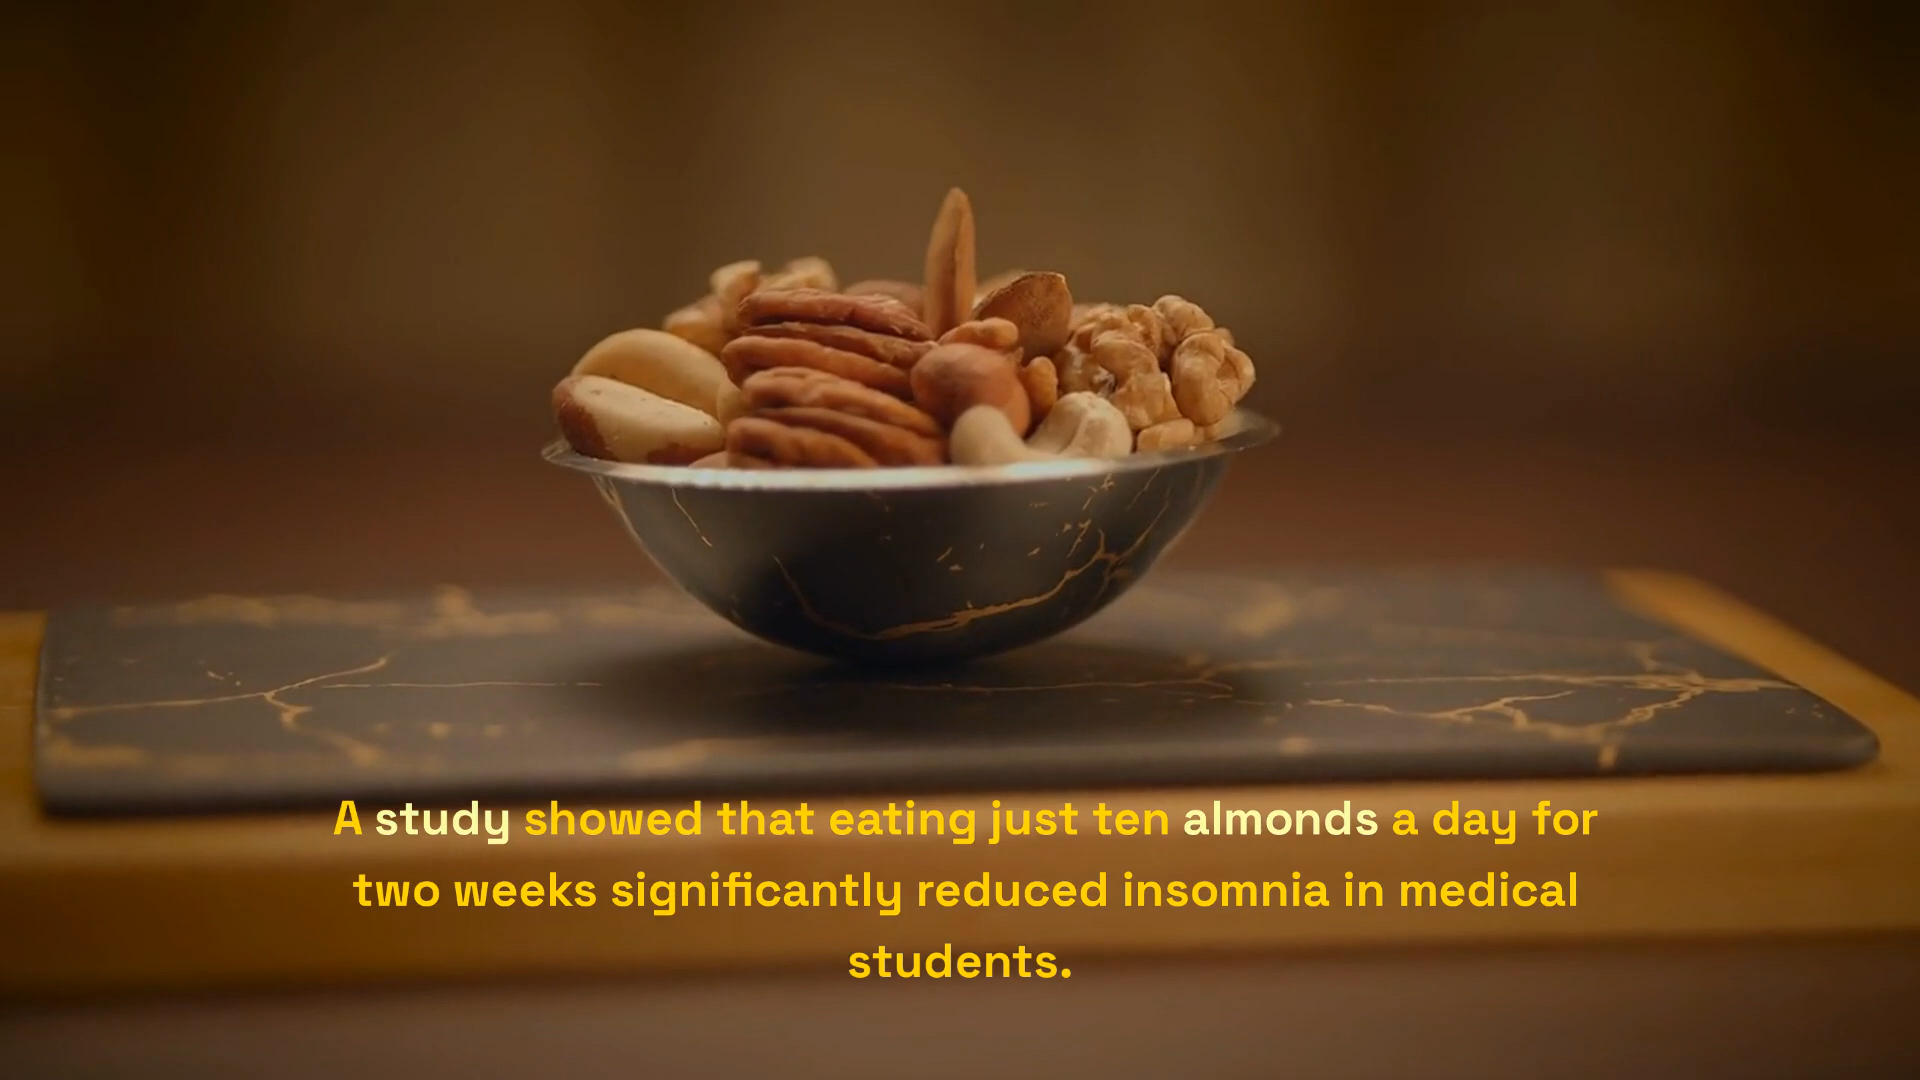 A study showed that eating just ten almonds a day for
two weeks significantly reduced insomnia in medical
students.